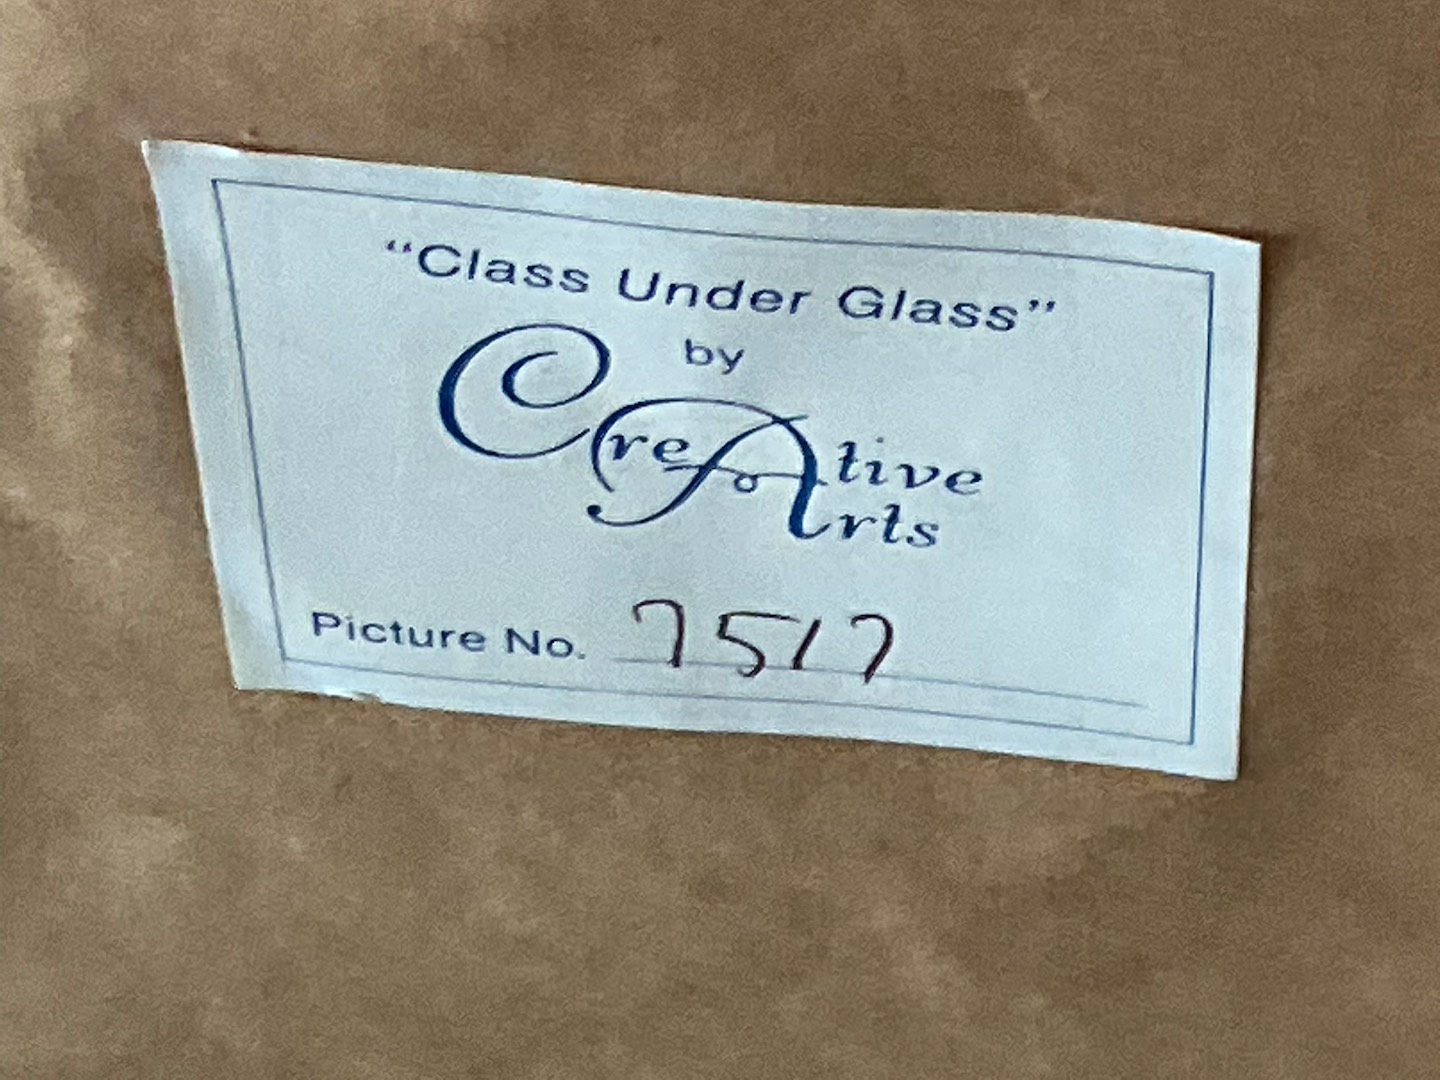 “Class Under Glass”
by
Creative
Arts
Picture No. 7517